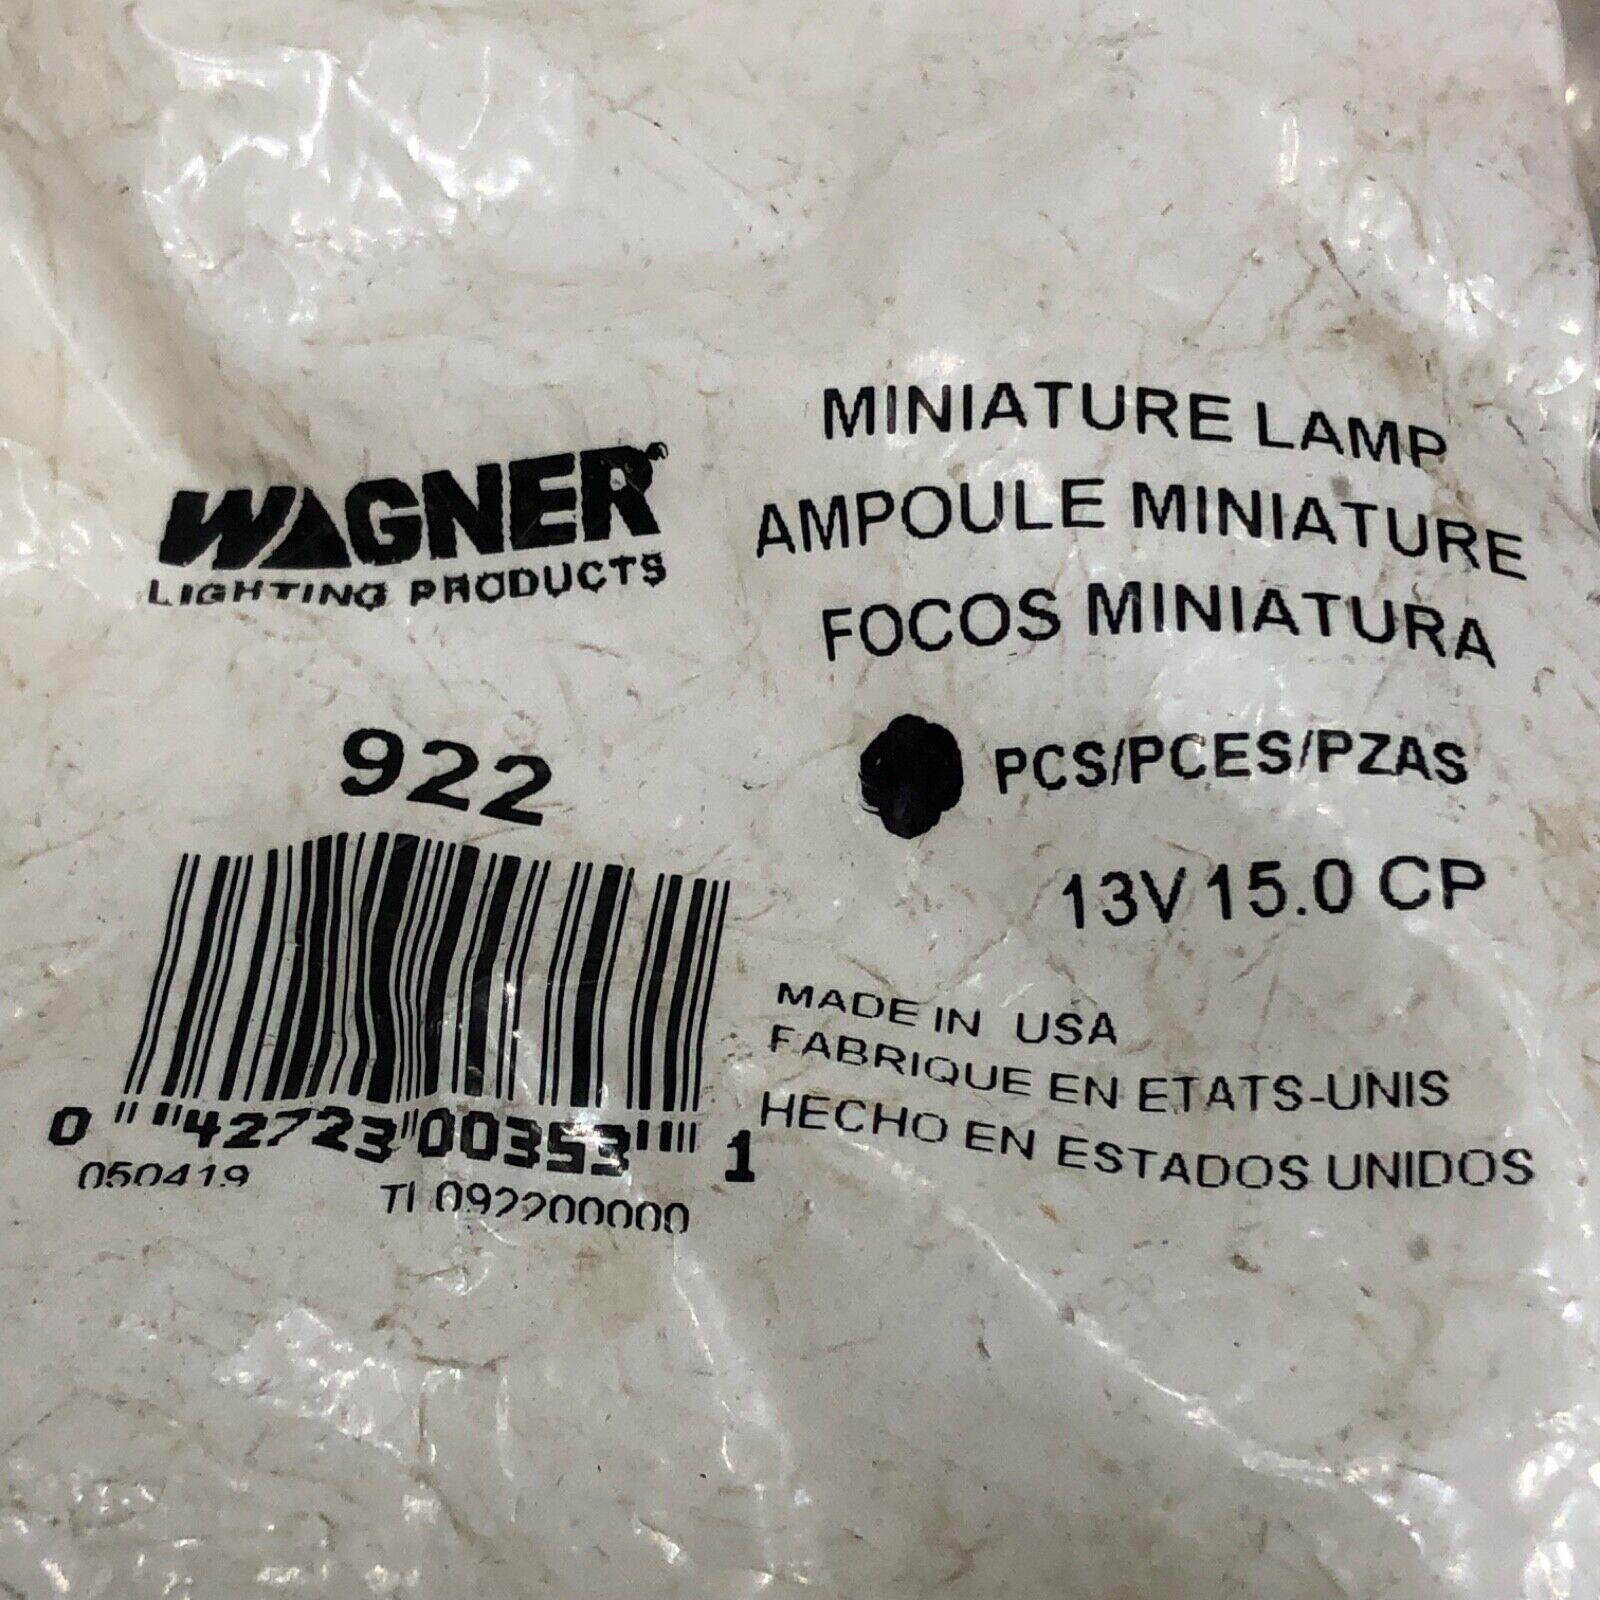 WAGNER®
LIGHTING PRODUCTS
922
0 42723 00353 1
050419
TI 092200000
MINIATURE LAMP
AMPOULE MINIATURE
FOCOS MINIATURA
PCS/PCES/PZAS
13V 15.0 CP
MADE IN USA
FABRIQUE EN ETATS-UNIS
HECHO EN ESTADOS UNIDOS